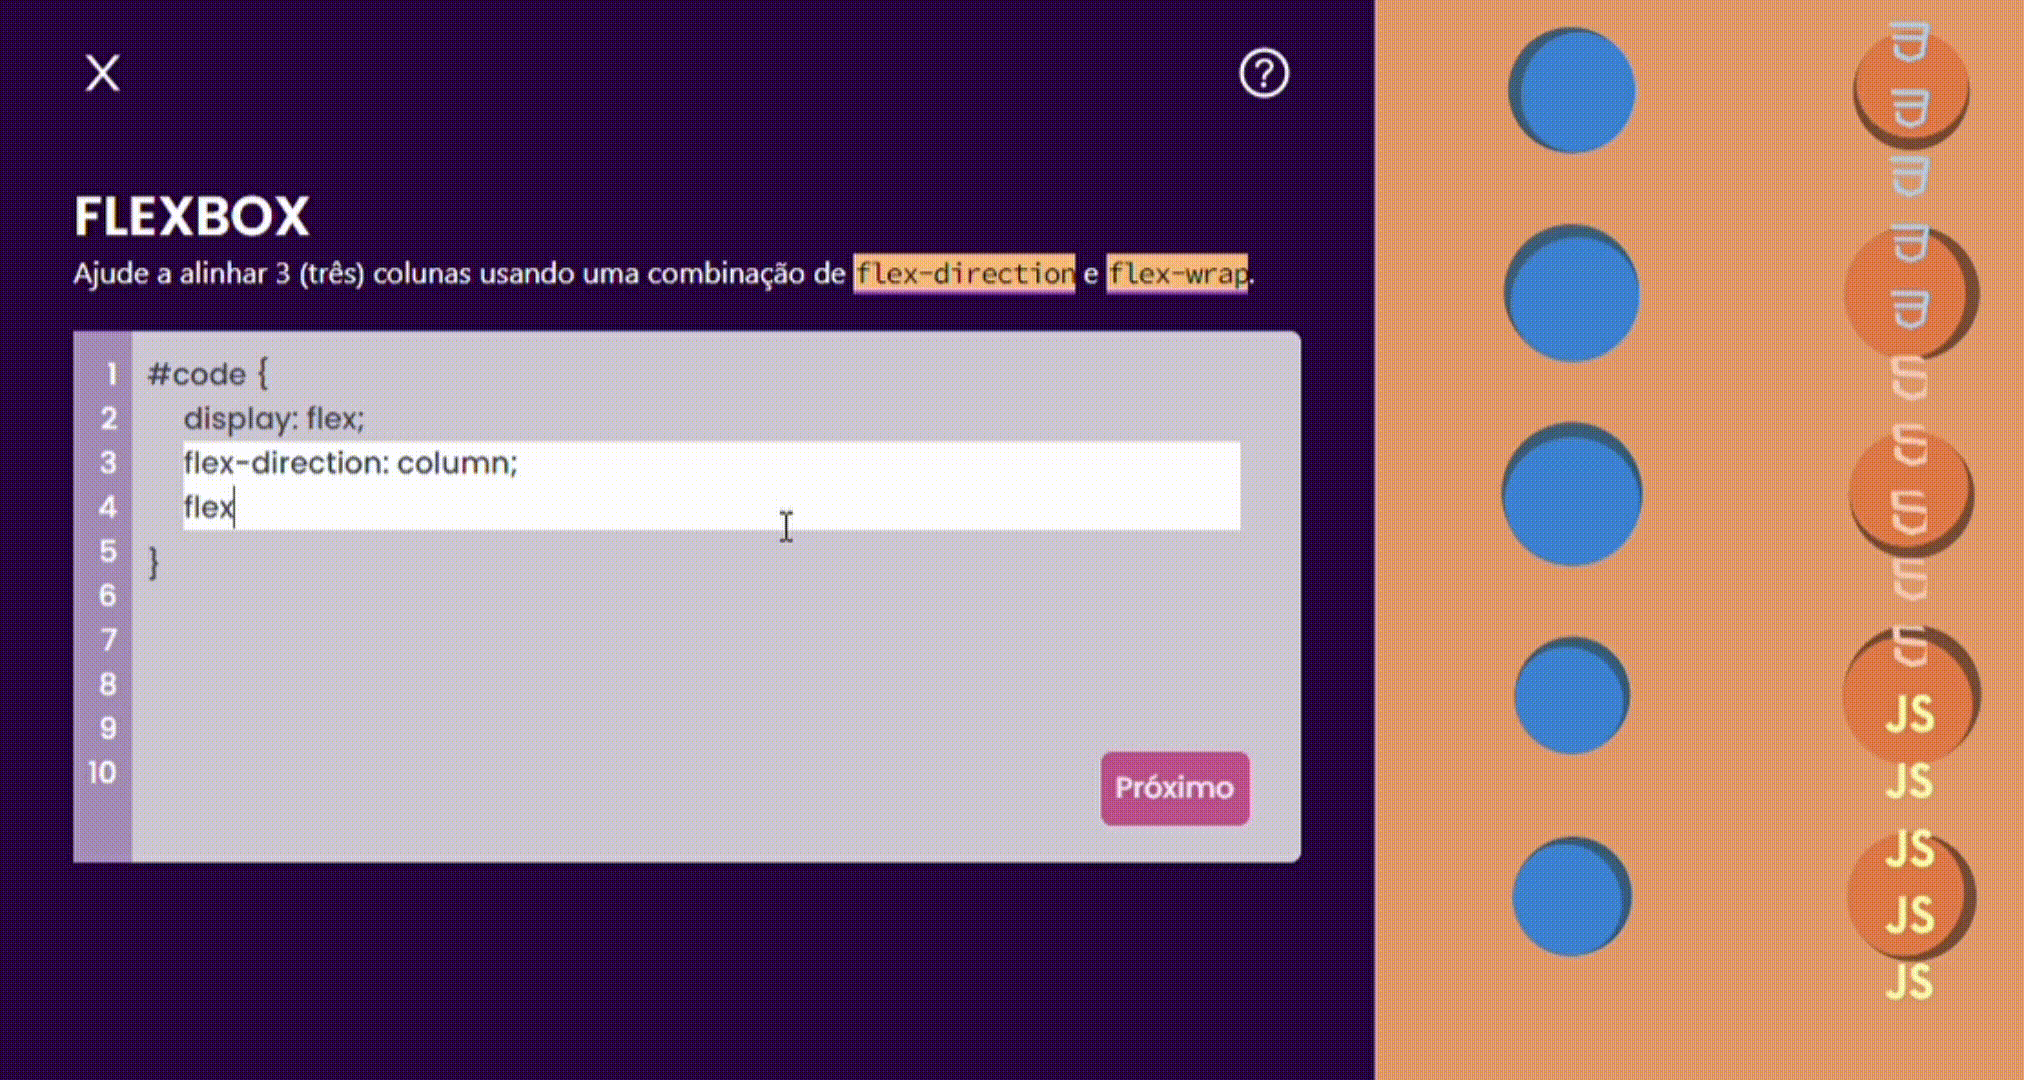 X
?
FLEXBOX
Ajude a alinhar 3 (três) colunas usando uma combinação de flex-direction e flex-wrap.
1 #code {
2 display: flex;
3 flex-direction: column;
4 flex
5 }
6
7
8
9
10
Próximo
JS
JS
JS
JS
JS